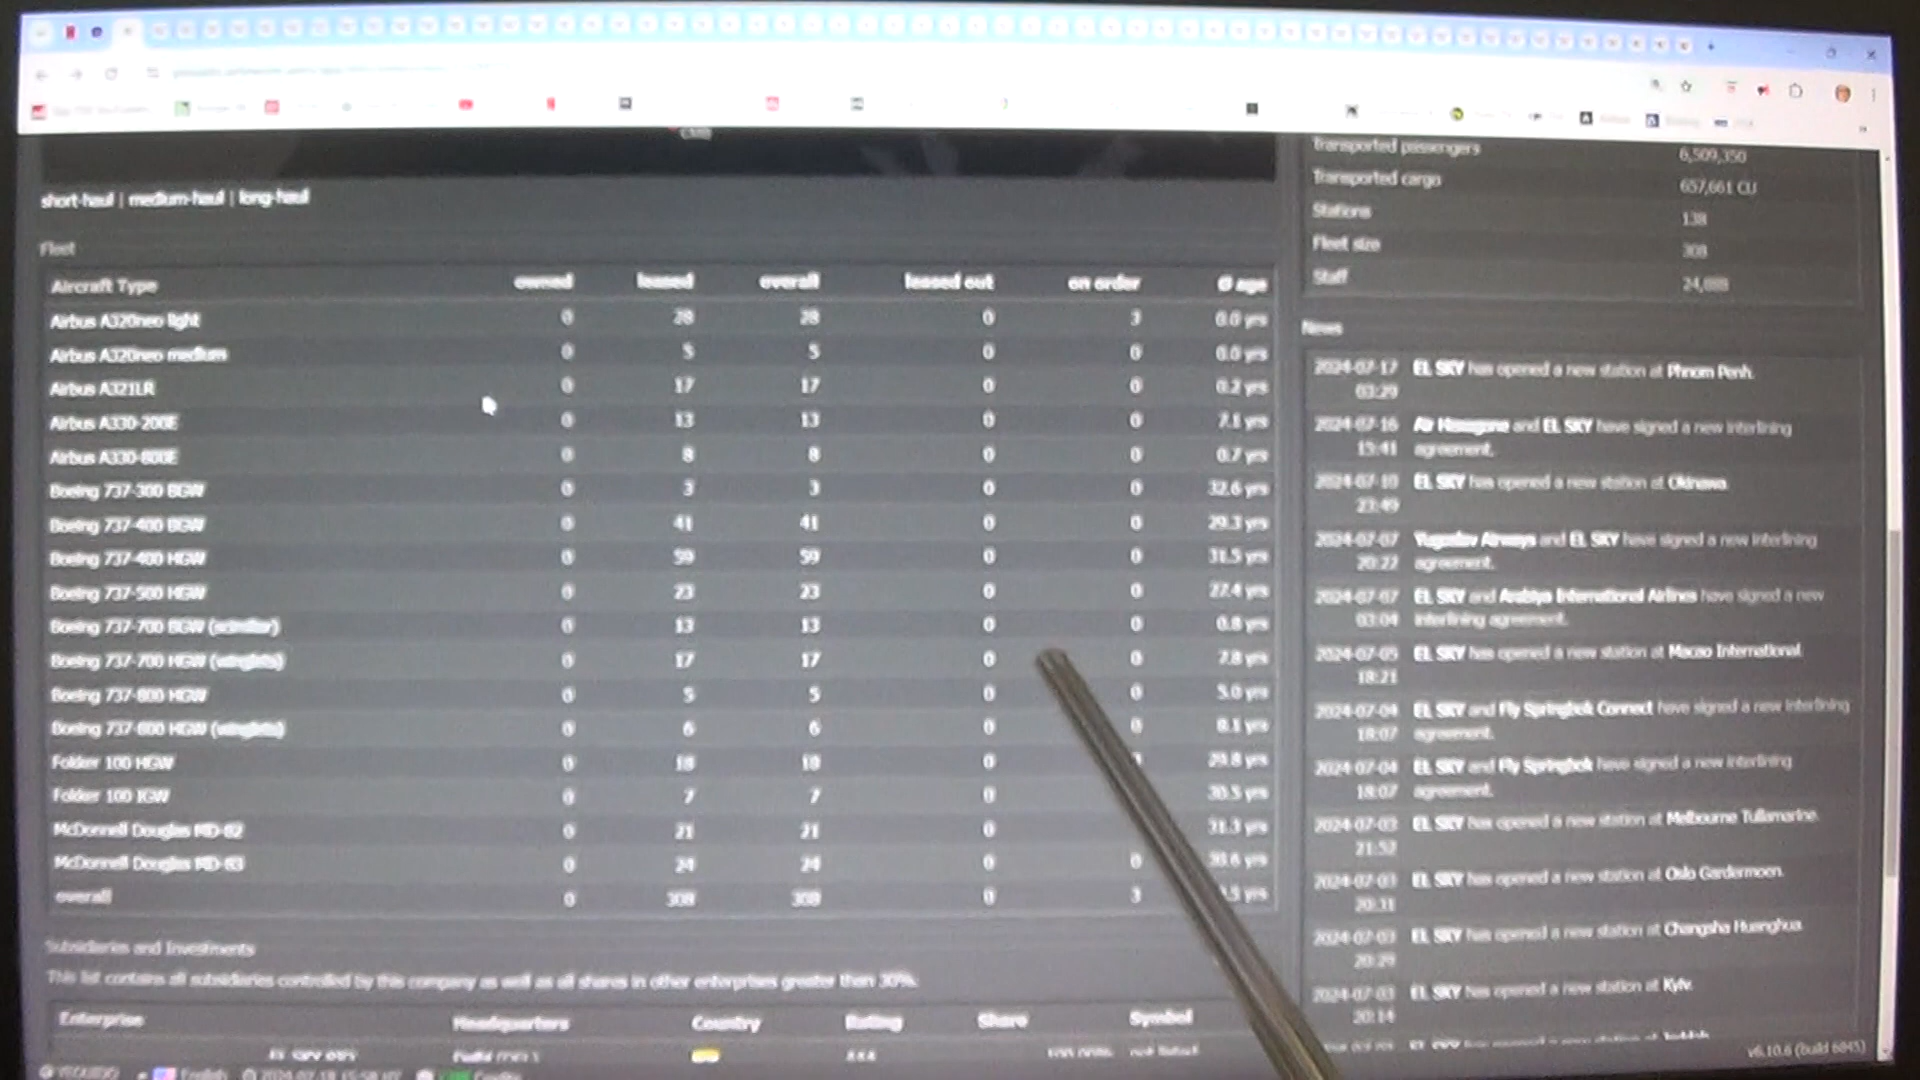 short-haul | medium-haul | long-haul
Fleet
Aircraft Type owned leased overall leased out on order Ø age
Airbus A320neo light 0 28 28 0 3 0.0 yrs
Airbus A320neo medium 0 5 5 0 0 0.0 yrs
Airbus A321LR 0 17 17 0 0 0.2 yrs
Airbus A330-200E 0 13 13 0 0 7.1 yrs
Airbus A330-800E 0 8 8 0 0 0.7 yrs
Boeing 737-300 BGW 0 3 3 0 0 32.6 yrs
Boeing 737-400 BGW 0 41 41 0 0 29.3 yrs
Boeing 737-400 HGW 0 59 59 0 0 31.5 yrs
Boeing 737-500 HGW 0 23 23 0 0 27.4 yrs
Boeing 737-700 BGW (scimitar) 0 13 13 0 0 0.8 yrs
Boeing 737-700 HGW (winglets) 0 17 17 0 0 7.8 yrs
Boeing 737-800 HGW 0 5 5 0 0 5.0 yrs
Boeing 737-800 HGW (winglets) 0 6 6 0 0 8.1 yrs
Fokker 100 HGW 0 18 18 0 29.8 yrs
Fokker 100 IGW 0 7 7 0 30.5 yrs
McDonnell Douglas MD-82 0 21 21 0 31.3 yrs
McDonnell Douglas MD-83 0 24 24 0 0 30.6 yrs
overall 0 308 308 0 3
Subsidiaries and Investments
This list contains all subsidiaries controlled by this company as well as all shares in other enterprises greater than 30%.
Enterprise Headquarters Country Rating Share Symbol
Transported passengers 6,509,350
Transported cargo 657,661 CU
Stations 138
Fleet size 308
Staff
News
2024-07-17 EL SKY has opened a new station at Phnom Penh.
03:29
2024-07-16 Air Hexagone and EL SKY have signed a new interlining
15:41 agreement.
2024-07-10 EL SKY has opened a new station at Okinawa.
23:49
2024-07-07 Yugoslav Airways and EL SKY have signed a new interlining
20:22 agreement.
2024-07-07 EL SKY and Arabiya International Airlines have signed a new
03:04 interlining agreement.
2024-07-05 EL SKY has opened a new station at Macao International.
18:21
2024-07-04 EL SKY and Fly Springbok Connect have signed a new interlining
18:07 agreement.
2024-07-04 EL SKY and Fly Springbok have signed a new interlining
18:07 agreement.
2024-07-03 EL SKY has opened a new station at Melbourne Tullamarine.
21:52
2024-07-03 EL SKY has opened a new station at Oslo Gardermoen.
20:31
2024-07-03 EL SKY has opened a new station at Changsha Huanghua.
20:29
2024-07-03 EL SKY has opened a new station at Kyiv.
20:14
v6.10.6 (build 6845)
English